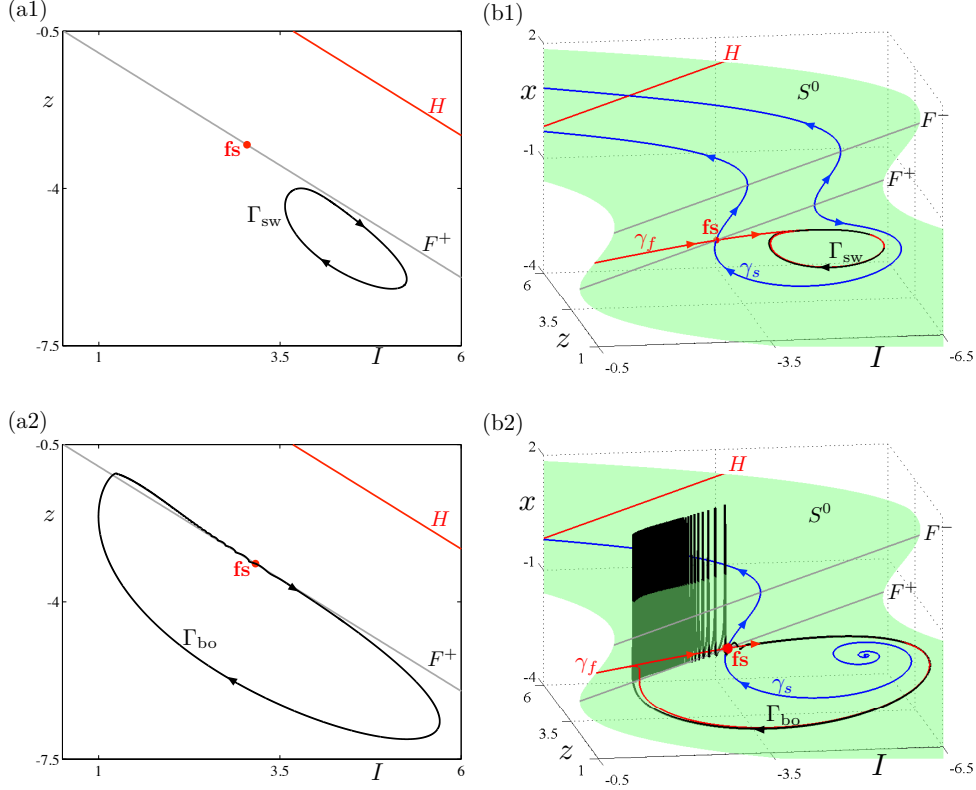 (a1)
-0.5
z
H
fs
-4
Γsw
F+
-7.5
1
3.5
I
6
(b1)
2
H
x
S0
F−
-1
F+
γf
fs
Γsw
γs
-4
6
3.5
z
1
-0.5
-3.5
I
-6.5
(a2)
-0.5
z
H
fs
-4
Γbo
F+
-7.5
1
3.5
I
6
(b2)
2
H
x
S0
F−
-1
F+
γf
fs
γs
-4
Γbo
6
3.5
z
1
-0.5
-3.5
I
-6.5